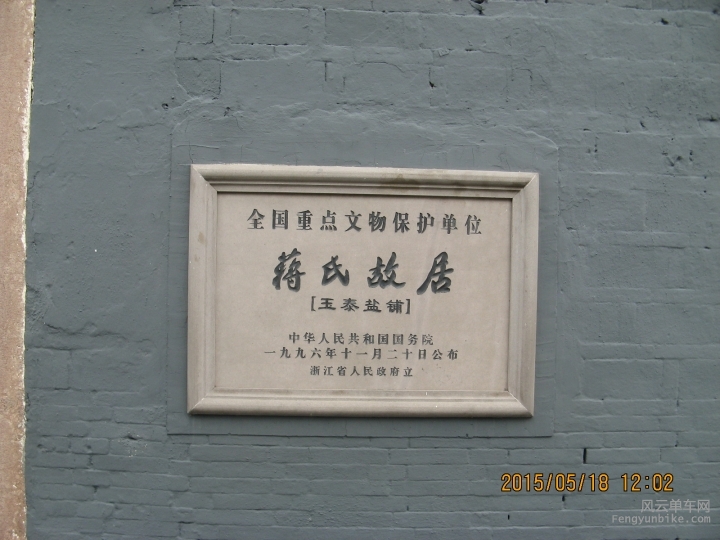 全国重点文物保护单位
蒋氏故居
[玉泰盐铺]
中华人民共和国国务院
一九九六年十一月二十日公布
浙江省人民政府立
2015/05/18 12:02
风云单车网
Fengyunbike.com